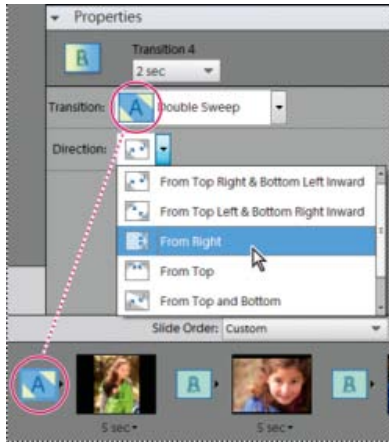 Properties
Transition 4
2 sec
Transition: A Double Sweep
Direction:
From Top Right & Bottom Left Inward
From Top Left & Bottom Right Inward
From Right
From Top
From Top and Bottom
Slide Order: Custom
A B B
5 sec 5 sec